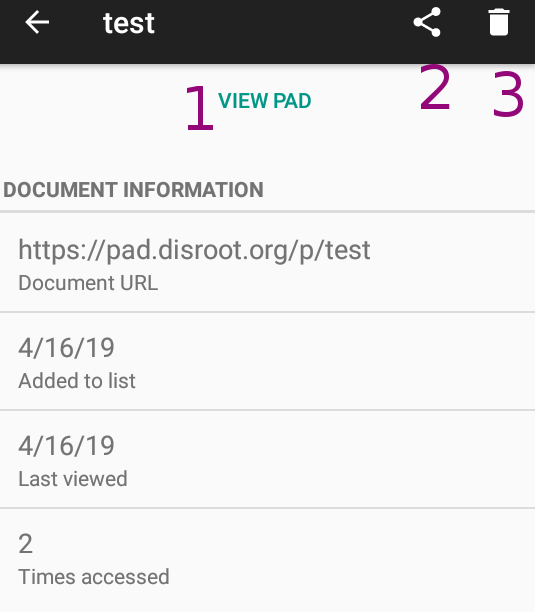 test
2
3
1 VIEW PAD
DOCUMENT INFORMATION
https://pad.disroot.org/p/test
Document URL
4/16/19
Added to list
4/16/19
Last viewed
2
Times accessed